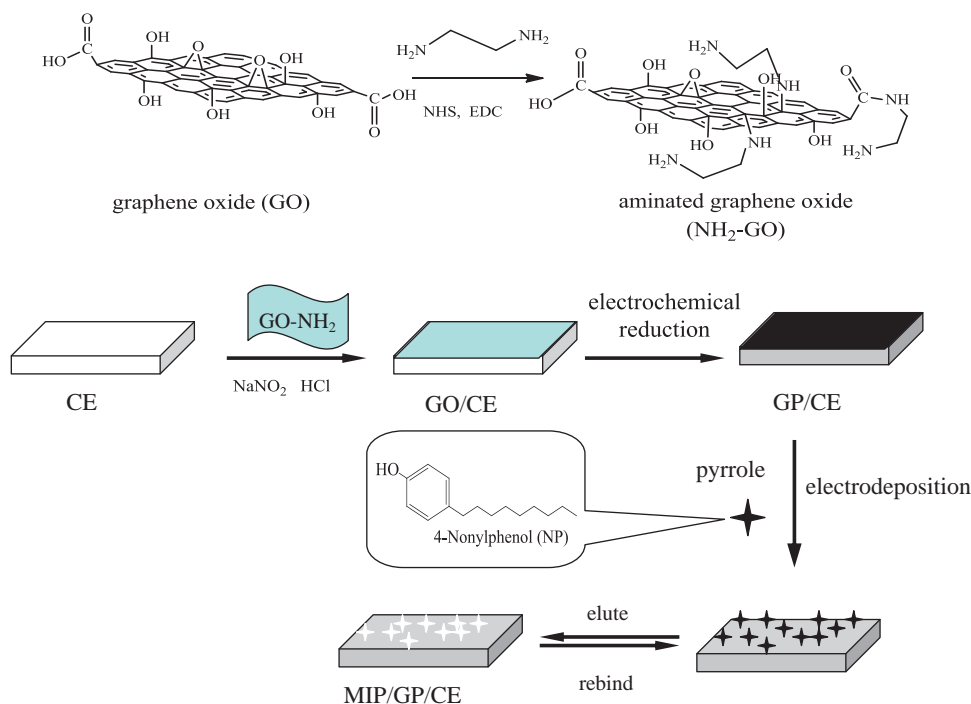 O
C
HO
OH
O
O
OH
OH
OH
OH
C
OH
O
H₂N
NH₂
NHS, EDC
graphene oxide (GO)
H₂N
O
C
HO
OH
O
OH
NH
O
C
NH
OH
HO
NH
OH
H₂N
H₂N
aminated graphene oxide
(NH₂-GO)
GO-NH₂
NaNO₂ HCl
CE
GO/CE
electrochemical
reduction
GP/CE
HO
4-Nonylphenol (NP)
pyrrole
electrodeposition
elute
rebind
MIP/GP/CE